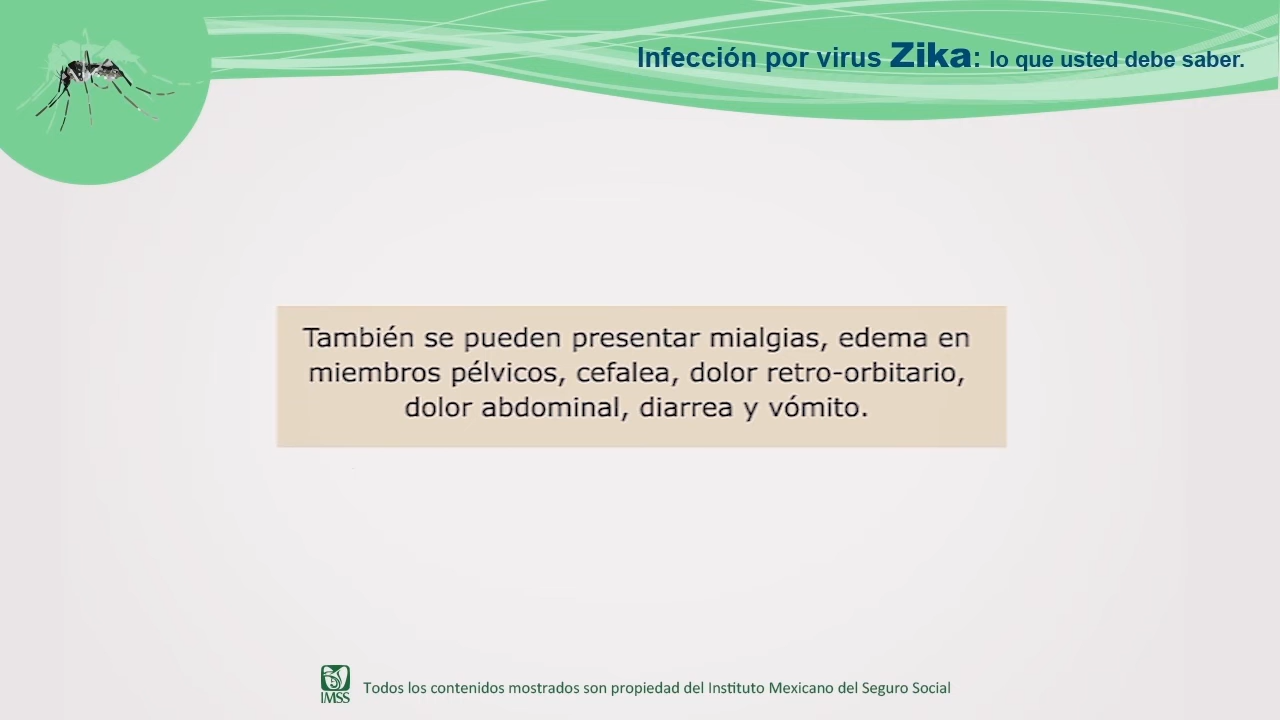 Infección por virus Zika: lo que usted debe saber.
También se pueden presentar mialgias, edema en
miembros pélvicos, cefalea, dolor retro-orbitario,
dolor abdominal, diarrea y vómito.
IMSS
Todos los contenidos mostrados son propiedad del Instituto Mexicano del Seguro Social